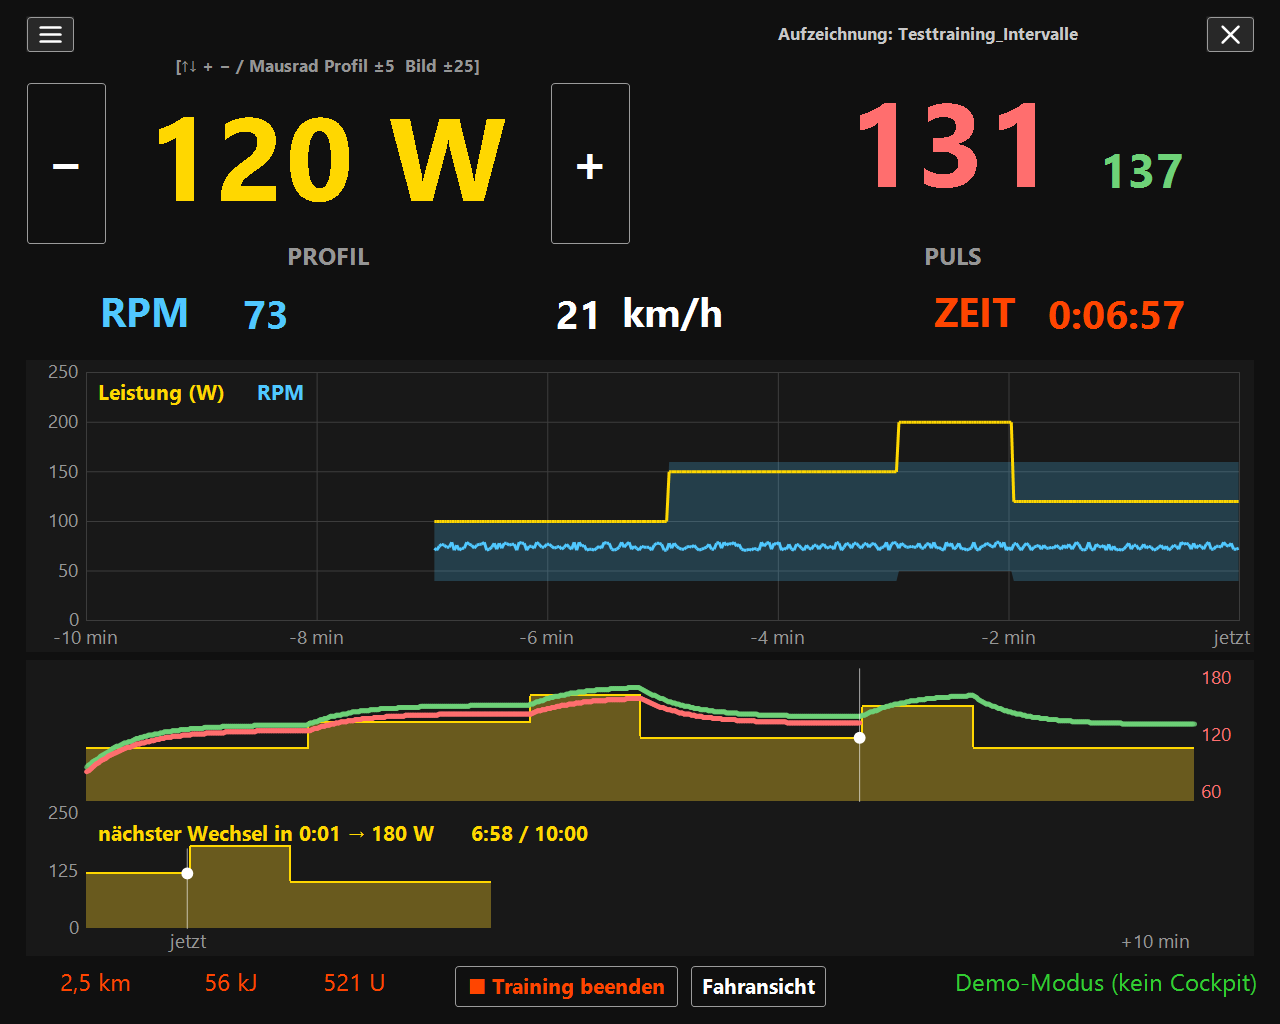 Aufzeichnung: Testtraining_Intervalle
[↑↓ + − / Mausrad Profil ±5  Bild ±25]
−
120 W
+
131
137
PROFIL
PULS
RPM 73
21 km/h
ZEIT 0:06:57
250
Leistung (W) RPM
200
150
100
50
0
-10 min -8 min -6 min -4 min -2 min jetzt
180
120
60
250
nächster Wechsel in 0:01 → 180 W 6:58 / 10:00
125
0
jetzt
+10 min
2,5 km 56 kJ 521 U
Training beenden
Fahransicht
Demo-Modus (kein Cockpit)